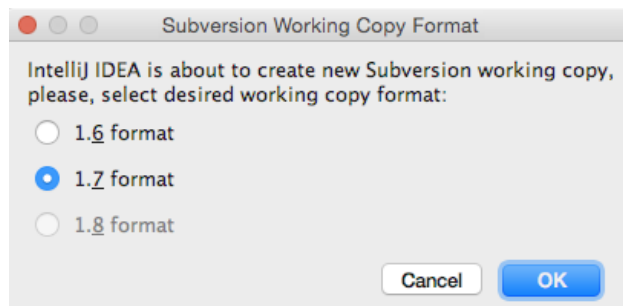 Subversion Working Copy Format
IntelliJ IDEA is about to create new Subversion working copy,
please, select desired working copy format:
1.6 format
1.7 format
1.8 format
Cancel OK